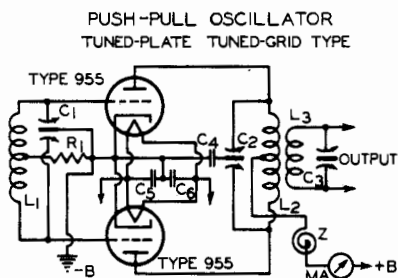 PUSH-PULL OSCILLATOR
TUNED-PLATE TUNED-GRID TYPE
TYPE 955
C1
R1
L1
C4
C2
L3
C5
C6
C3
OUTPUT
L2
Z
-B
TYPE 955
MA
+B